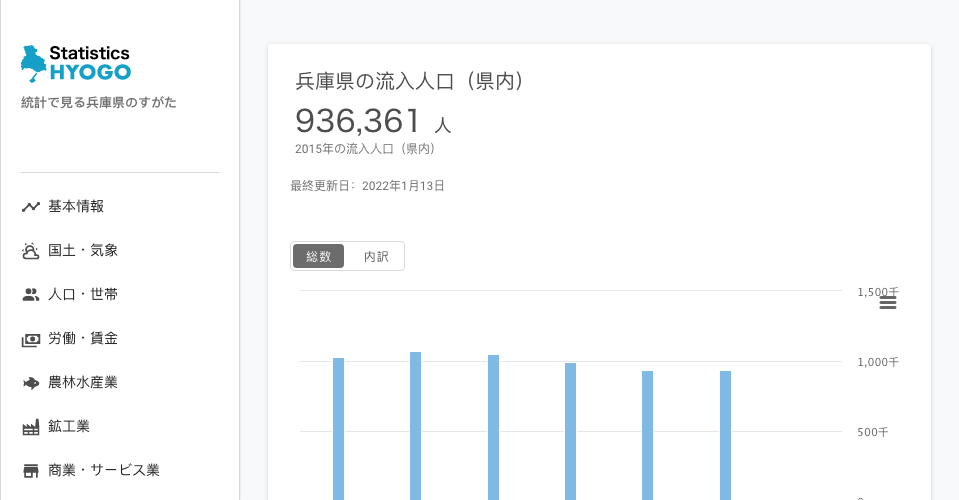 Statistics
HYOGO
統計で見る兵庫県のすがた
基本情報
国土・気象
人口・世帯
労働・賃金
農林水産業
鉱工業
商業・サービス業
兵庫県の流入人口（県内）
936,361 人
2015年の流入人口（県内）
最終更新日： 2022年1月13日
総数 内訳
1,500千
1,000千
500千